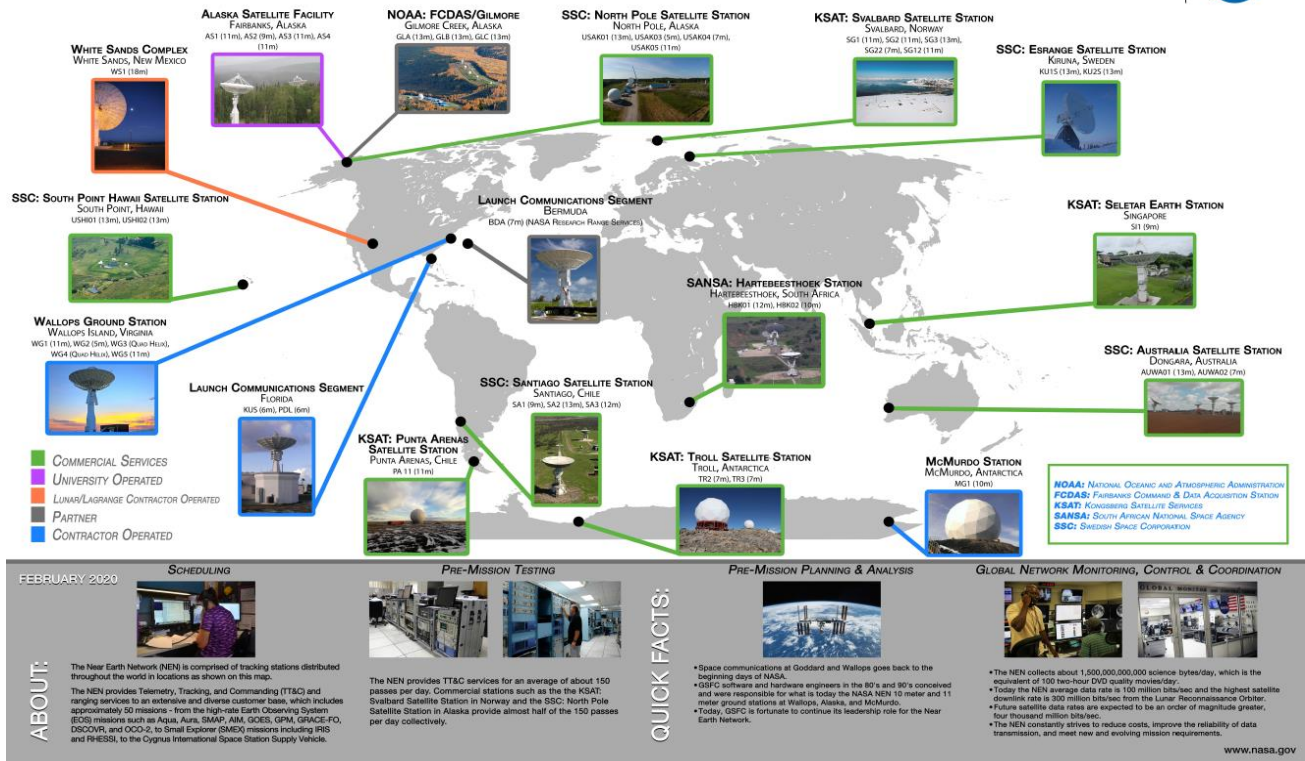 ALASKA SATELLITE FACILITY
FAIRBANKS, ALASKA
AS1 (11m), AS2 (9m), AS3 (11m), AS4
(11m)
NOAA: FCDAS/GILMORE
GILMORE CREEK, ALASKA
GLA (13m), GLB (13m), GLC (13m)
SSC: NORTH POLE SATELLITE STATION
NORTH POLE, ALASKA
USAK01 (13m), USAK03 (5m), USAK04 (7m),
USAK05 (11m)
KSAT: SVALBARD SATELLITE STATION
SVALBARD, NORWAY
SG1 (11m), SG2 (11m), SG3 (13m),
SG22 (7m), SG12 (11m)
SSC: ESRANGE SATELLITE STATION
KIRUNA, SWEDEN
KU1S (13m), KU2S (13m)
WHITE SANDS COMPLEX
WHITE SANDS, NEW MEXICO
WS1 (18m)
SSC: SOUTH POINT HAWAII SATELLITE STATION
SOUTH POINT, HAWAII
USHI01 (13m), USHI02 (13m)
LAUNCH COMMUNICATIONS SEGMENT
BERMUDA
BDA (7m) (NASA RESEARCH RANGE SERVICES)
KSAT: SELETAR EARTH STATION
SINGAPORE
SI1 (9m)
SANSA: HARTEBEESTHOEK STATION
HARTEBEESTHOEK, SOUTH AFRICA
HBK01 (12m), HBK02 (10m)
WALLOPS GROUND STATION
WALLOPS ISLAND, VIRGINIA
WG1 (11m), WG2 (5m), WG3 (QUAD HELIX),
WG4 (QUAD HELIX), WG5 (11m)
LAUNCH COMMUNICATIONS SEGMENT
FLORIDA
KUS (6m), PDL (6m)
SSC: SANTIAGO SATELLITE STATION
SANTIAGO, CHILE
SA1 (9m), SA2 (13m), SA3 (12m)
SSC: AUSTRALIA SATELLITE STATION
DONGARA, AUSTRALIA
AUWA01 (13m), AUWA02 (7m)
KSAT: PUNTA ARENAS
SATELLITE STATION
PUNTA ARENAS, CHILE
PA 11 (11m)
KSAT: TROLL SATELLITE STATION
TROLL, ANTARCTICA
TR2 (7m), TR3 (7m)
MCMURDO STATION
MCMURDO, ANTARCTICA
MG1 (10m)
COMMERCIAL SERVICES
UNIVERSITY OPERATED
LUNAR/LAGRANGE CONTRACTOR OPERATED
PARTNER
CONTRACTOR OPERATED
NOAA: NATIONAL OCEANIC AND ATMOSPHERIC ADMINISTRATION
FCDAS: FAIRBANKS COMMAND & DATA ACQUISITION STATION
KSAT: KONGSBERG SATELLITE SERVICES
SANSA: SOUTH AFRICAN NATIONAL SPACE AGENCY
SSC: SWEDISH SPACE CORPORATION
FEBRUARY 2020
ABOUT:
SCHEDULING
The Near Earth Network (NEN) is comprised of tracking stations distributed
throughout the world in locations as shown on this map.
The NEN provides Telemetry, Tracking, and Commanding (TT&C) and
ranging services to an extensive and diverse customer base, which includes
approximately 50 missions - from the high-rate Earth Observing System
(EOS) missions such as Aqua, Aura, SMAP, AIM, GOES, GPM, GRACE-FO,
DSCOVR, and OCO-2, to Small Explorer (SMEX) missions including IRIS
and RHESSI, to the Cygnus International Space Station Supply Vehicle.
PRE-MISSION TESTING
The NEN provides TT&C services for an average of about 150
passes per day. Commercial stations such as the the KSAT:
Svalbard Satellite Station in Norway and the SSC: North Pole
Satellite Station in Alaska provide almost half of the 150 passes
per day collectively.
QUICK FACTS:
PRE-MISSION PLANNING & ANALYSIS
• Space communications at Goddard and Wallops goes back to the
beginning days of NASA.
• GSFC software and hardware engineers in the 80's and 90's conceived
and were responsible for what is today the NASA NEN 10 meter and 11
meter ground stations at Wallops, Alaska, and McMurdo.
• Today, GSFC is fortunate to continue its leadership role for the Near
Earth Network.
GLOBAL NETWORK MONITORING, CONTROL & COORDINATION
GLOBAL MONITOR
• The NEN collects about 1,500,000,000,000 science bytes/day, which is the
equivalent of 100 two-hour DVD quality movies/day.
• Today the NEN average data rate is 100 million bits/sec and the highest satellite
downlink rate is 300 million bits/sec from the Lunar Reconnaissance Orbiter.
• Future satellite data rates are expected to be an order of magnitude greater,
four thousand million bits/sec.
• The NEN constantly strives to reduce costs, improve the reliability of data
transmission, and meet new and evolving mission requirements.
www.nasa.gov